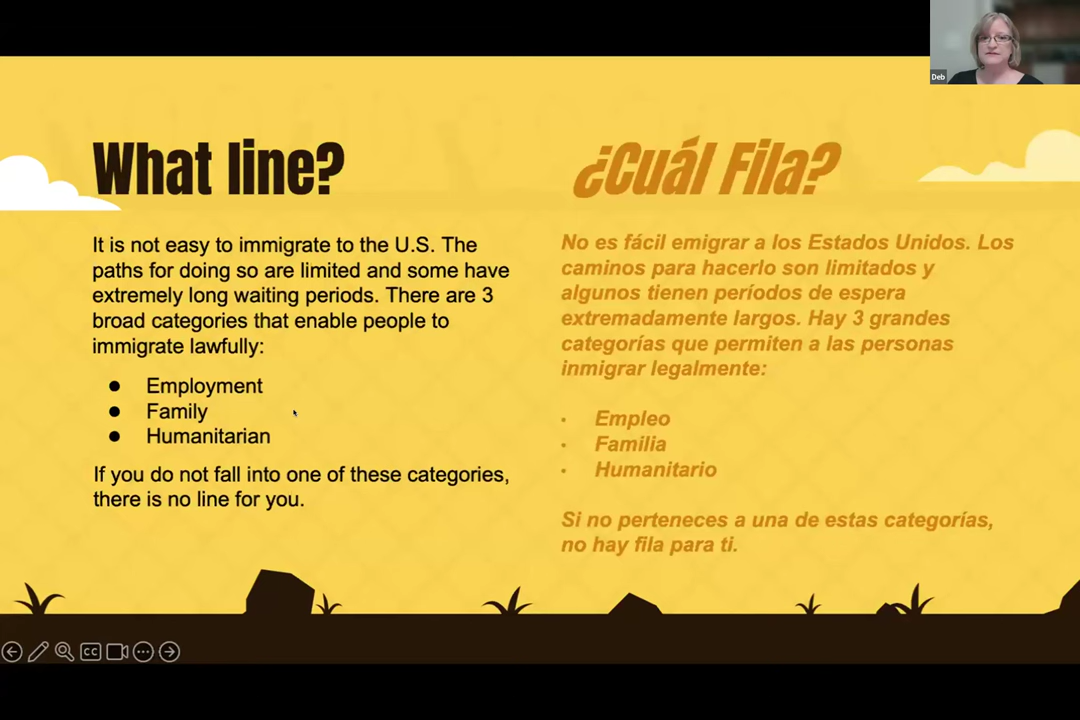 Deb
What line?
It is not easy to immigrate to the U.S. The
paths for doing so are limited and some have
extremely long waiting periods. There are 3
broad categories that enable people to
immigrate lawfully:
● Employment
● Family
● Humanitarian
If you do not fall into one of these categories,
there is no line for you.
¿Cuál Fila?
No es fácil emigrar a los Estados Unidos. Los
caminos para hacerlo son limitados y
algunos tienen períodos de espera
extremadamente largos. Hay 3 grandes
categorías que permiten a las personas
inmigrar legalmente:
• Empleo
• Familia
• Humanitario
Si no perteneces a una de estas categorías,
no hay fila para ti.
CC